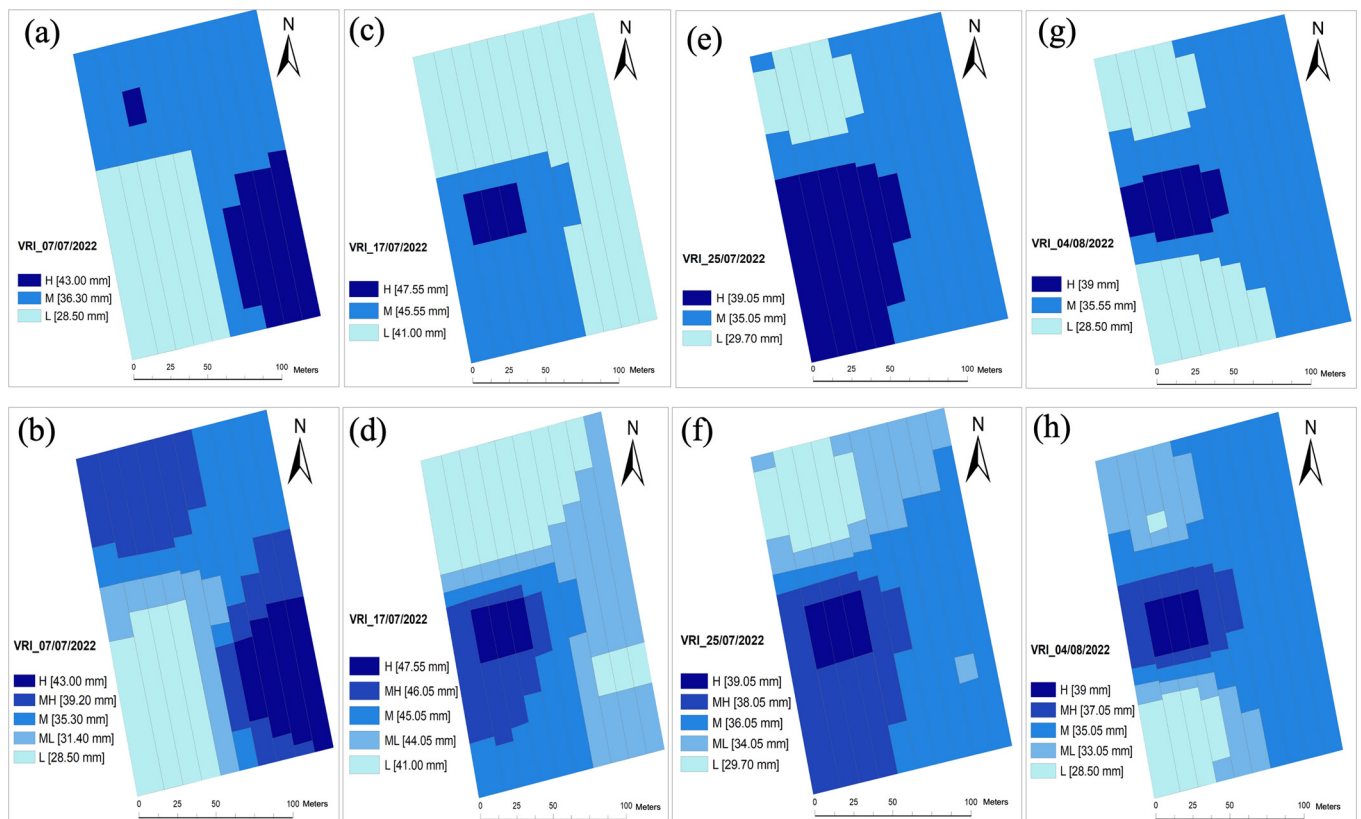 (a)
N
VRI_07/07/2022
H [43.00 mm]
M [36.30 mm]
L [28.50 mm]
0 25 50 100 Meters
(c)
N
VRI_17/07/2022
H [47.55 mm]
M [45.55 mm]
L [41.00 mm]
0 25 50 100 Meters
(e)
N
VRI_25/07/2022
H [39.05 mm]
M [35.05 mm]
L [29.70 mm]
0 25 50 100 Meters
(g)
N
VRI_04/08/2022
H [39 mm]
M [35.55 mm]
L [28.50 mm]
0 25 50 100 Meters
(b)
N
VRI_07/07/2022
H [43.00 mm]
MH [39.20 mm]
M [35.30 mm]
ML [31.40 mm]
L [28.50 mm]
0 25 50 100 Meters
(d)
N
VRI_17/07/2022
H [47.55 mm]
MH [46.05 mm]
M [45.05 mm]
ML [44.05 mm]
L [41.00 mm]
0 25 50 100 Meters
(f)
N
VRI_25/07/2022
H [39.05 mm]
MH [38.05 mm]
M [36.05 mm]
ML [34.05 mm]
L [29.70 mm]
0 25 50 100 Meters
(h)
N
VRI_04/08/2022
H [39 mm]
MH [37.05 mm]
M [35.05 mm]
ML [33.05 mm]
L [28.50 mm]
0 25 50 100 Meters